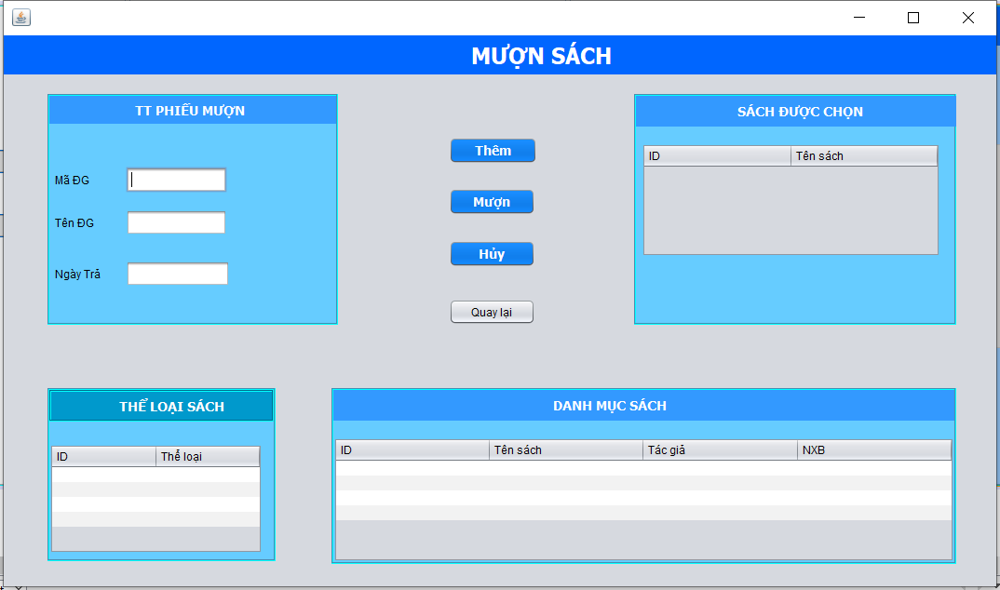 MƯỢN SÁCH
TT PHIẾU MƯỢN
Mã ĐG
Tên ĐG
Ngày Trả
Thêm
Mượn
Hủy
Quay lại
SÁCH ĐƯỢC CHỌN
ID Tên sách
THỂ LOẠI SÁCH
ID Thể loại
DANH MỤC SÁCH
ID Tên sách Tác giả NXB